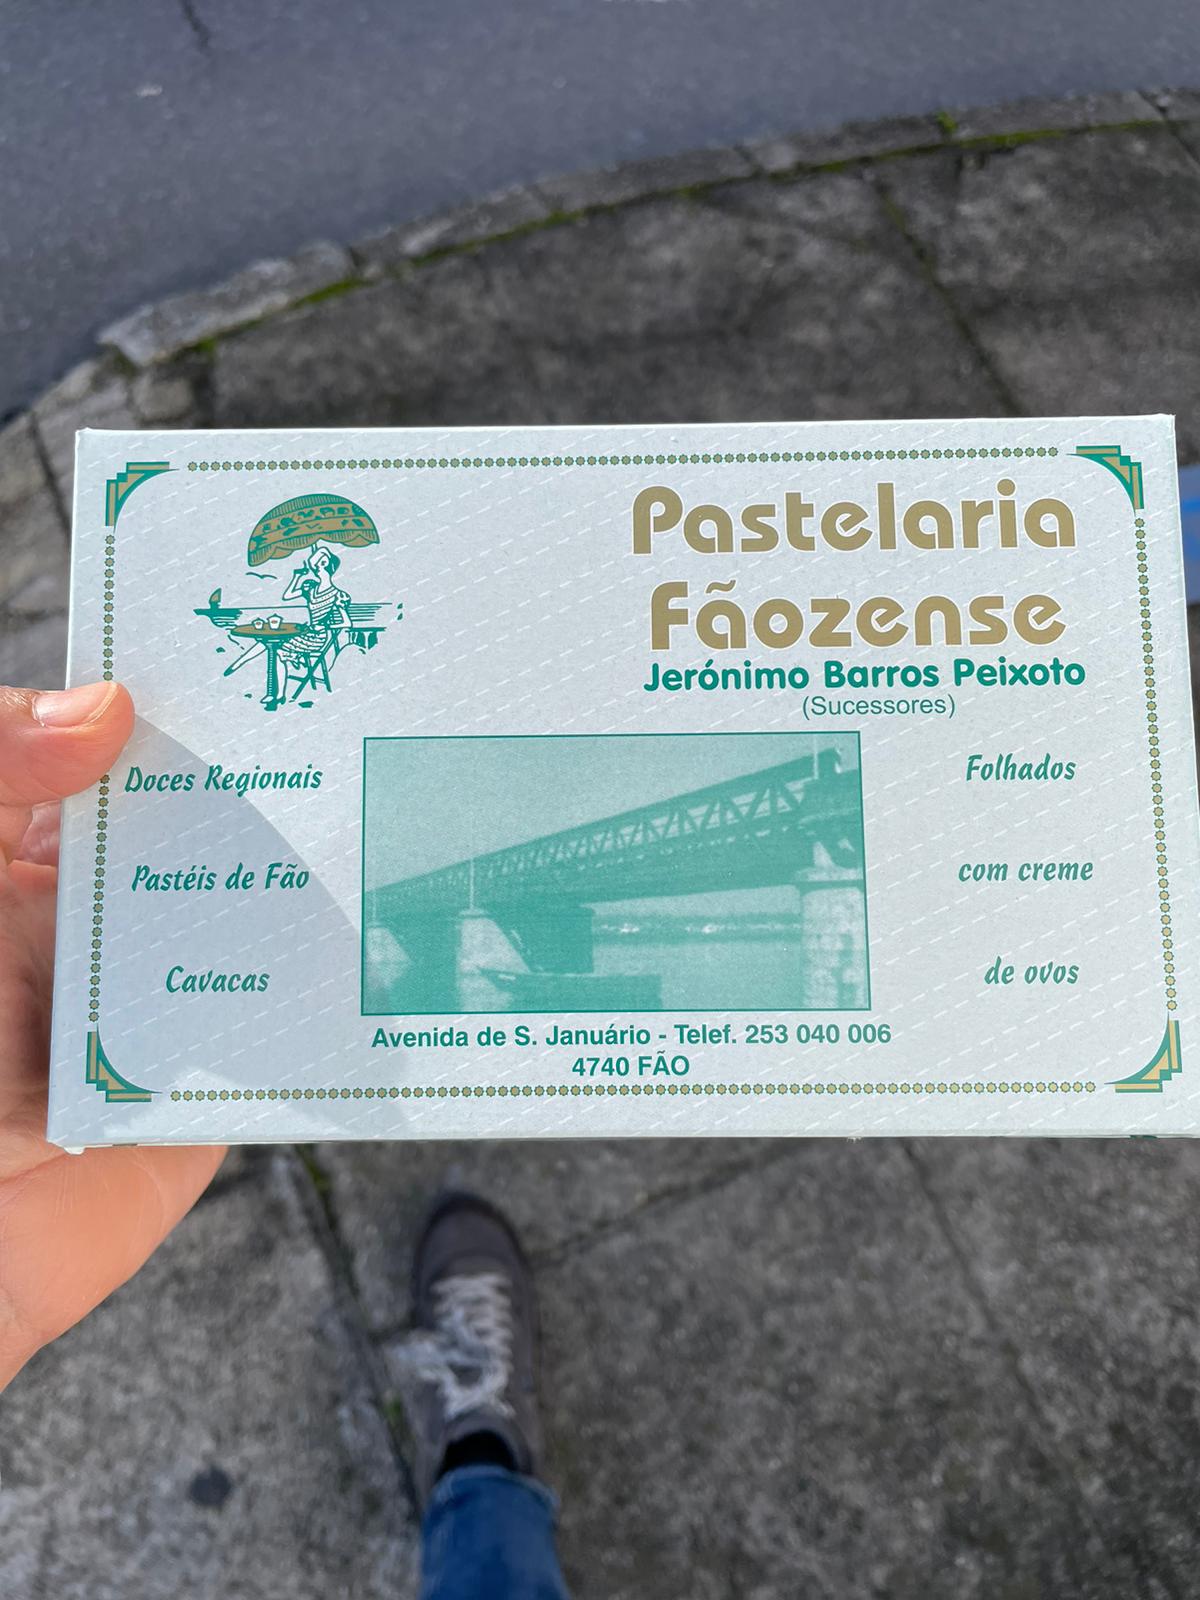 Pastelaria
Fãozense
Jerónimo Barros Peixoto
(Sucessores)
Doces Regionais
Pastéis de Fão
Cavacas
Folhados
com creme
de ovos
Avenida de S. Januário - Telef. 253 040 006
4740 FÃO